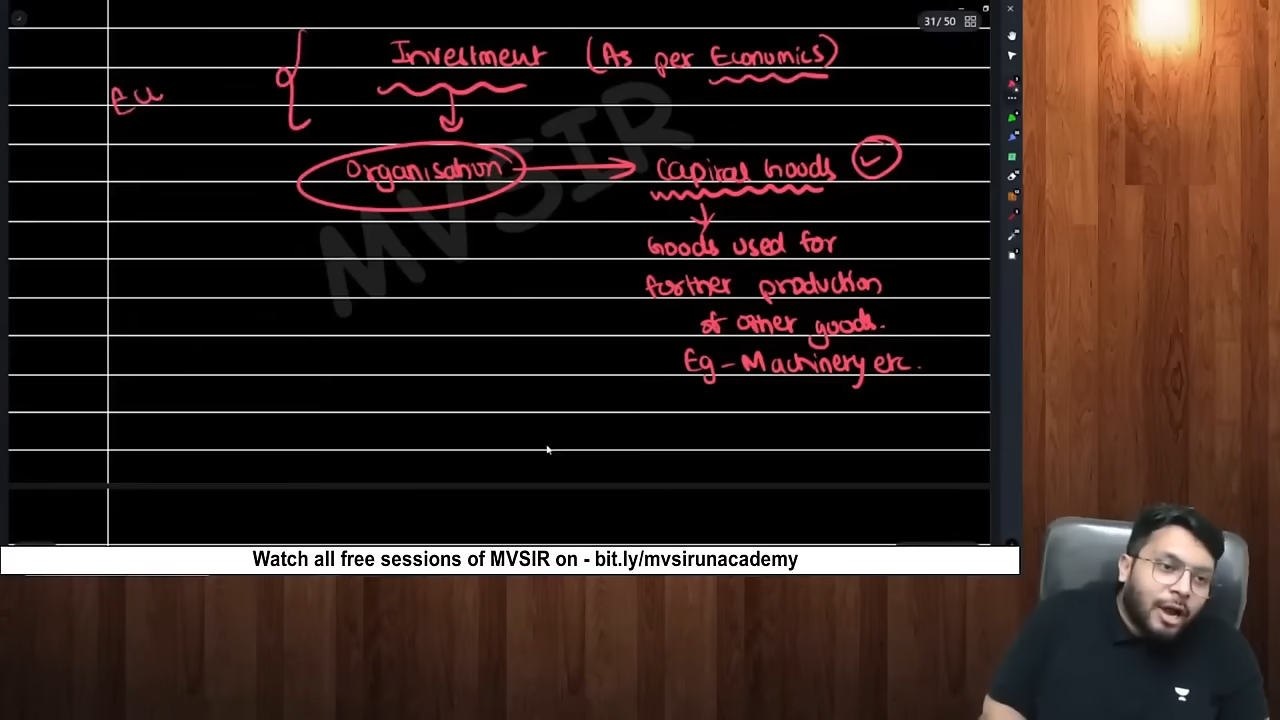 31/50
Investment (As per Economics)
Organisation → Capital Goods
Goods used for
further production
of other goods.
Eg - Machinery etc.
MVSIR
Watch all free sessions of MVSIR on - bit.ly/mvsirunacademy